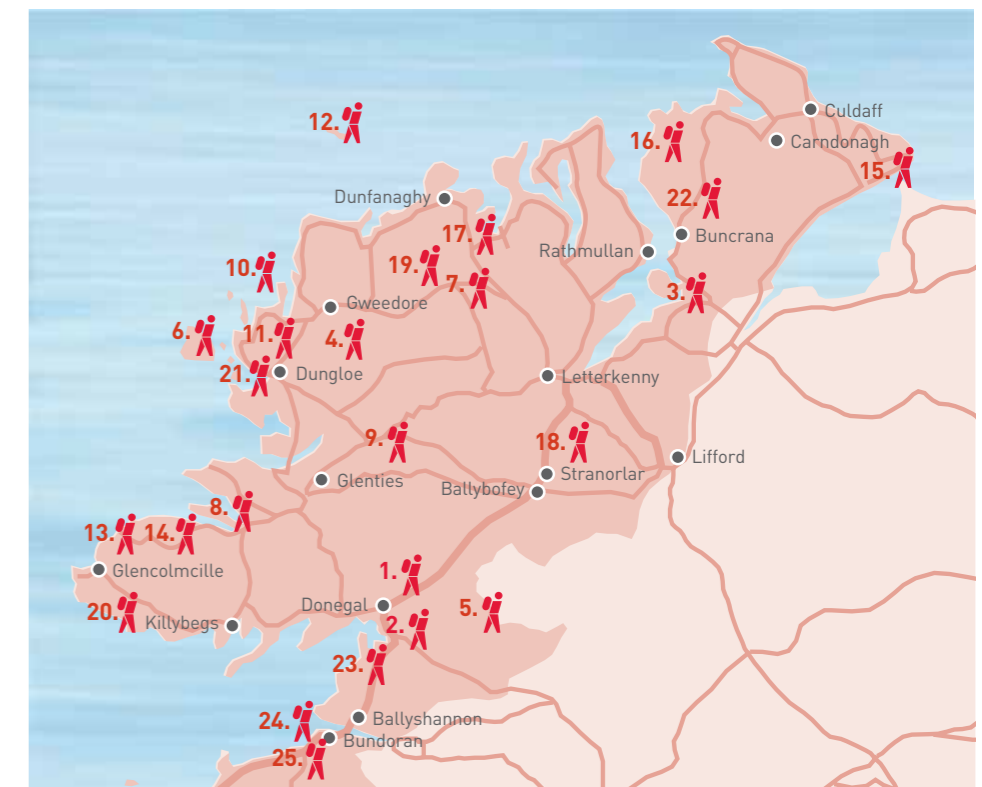 Culdaff
12.
16.
Carndonagh
15.
Dunfanaghy
22.
17.
Buncrana
Rathmullan
10.
19.
7.
3.
Gweedore
6.
11.
4.
21.
Dungloe
Letterkenny
9.
18.
Lifford
Stranorlar
Glenties
Ballybofey
8.
13.
14.
Glencolmcille
1.
Donegal
5.
20.
Killybegs
2.
23.
24.
Ballyshannon
Bundoran
25.